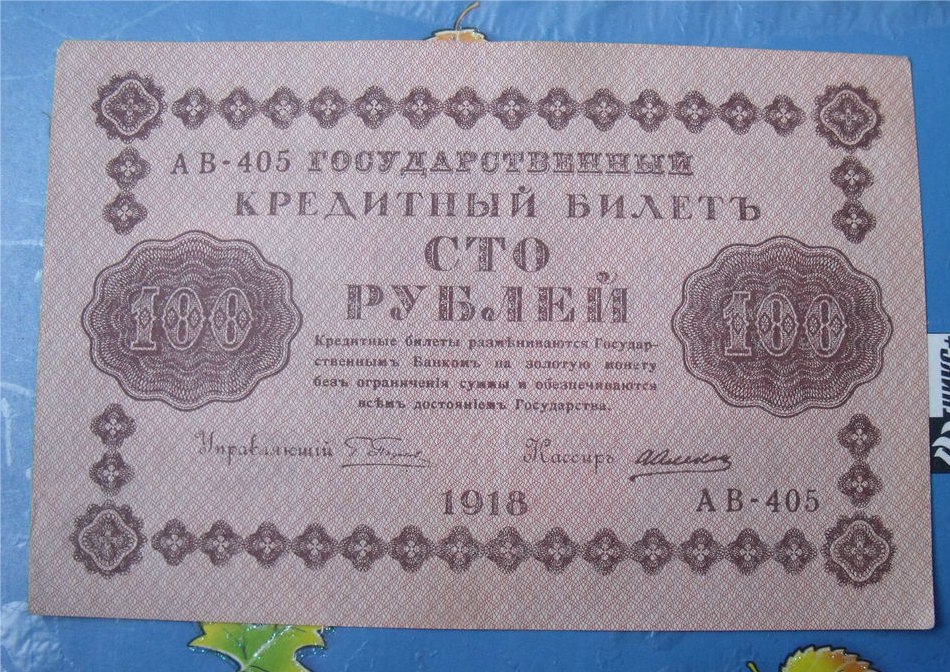 АВ-405 ГОСУДАРСТВЕННЫЙ
КРЕДИТНЫЙ БИЛЕТЪ
СТО
РУБЛЕЙ
100
100
Кредитные билеты размѣниваются Государ-
ственнымъ Банкомъ на золотую монету
безъ ограниченія суммы и обезпечиваются
всѣмъ достояніемъ Государства.
Управляющій
Кассиръ
1918
АВ-405